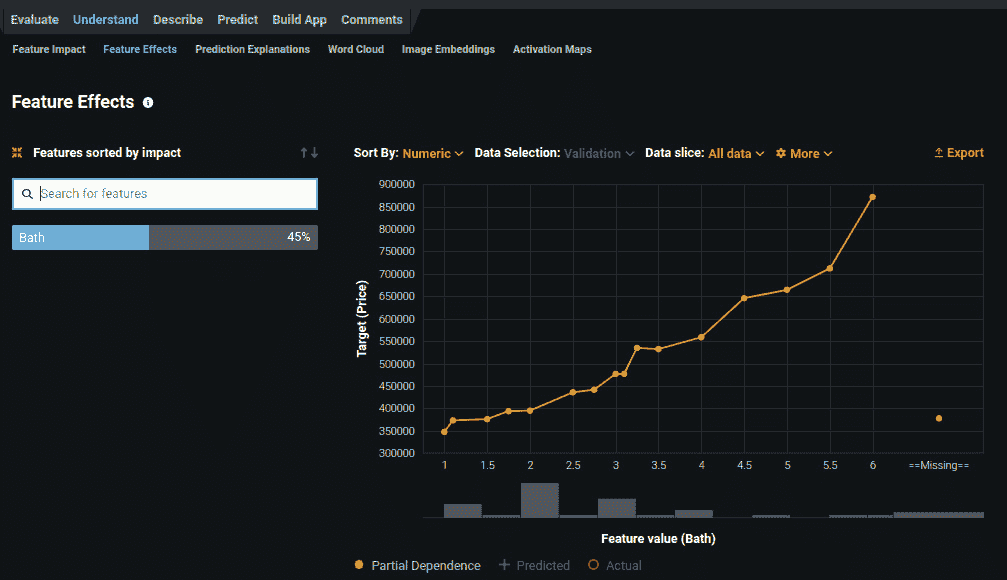 Evaluate Understand Describe Predict Build App Comments
Feature Impact Feature Effects Prediction Explanations Word Cloud Image Embeddings Activation Maps
Feature Effects
Features sorted by impact
Search for features
Bath 45%
Sort By: Numeric Data Selection: Validation Data slice: All data More Export
900000
850000
800000
750000
700000
650000
600000
550000
500000
450000
400000
350000
300000
Target (Price)
1 1.5 2 2.5 3 3.5 4 4.5 5 5.5 6 ==Missing==
Feature value (Bath)
Partial Dependence Predicted Actual